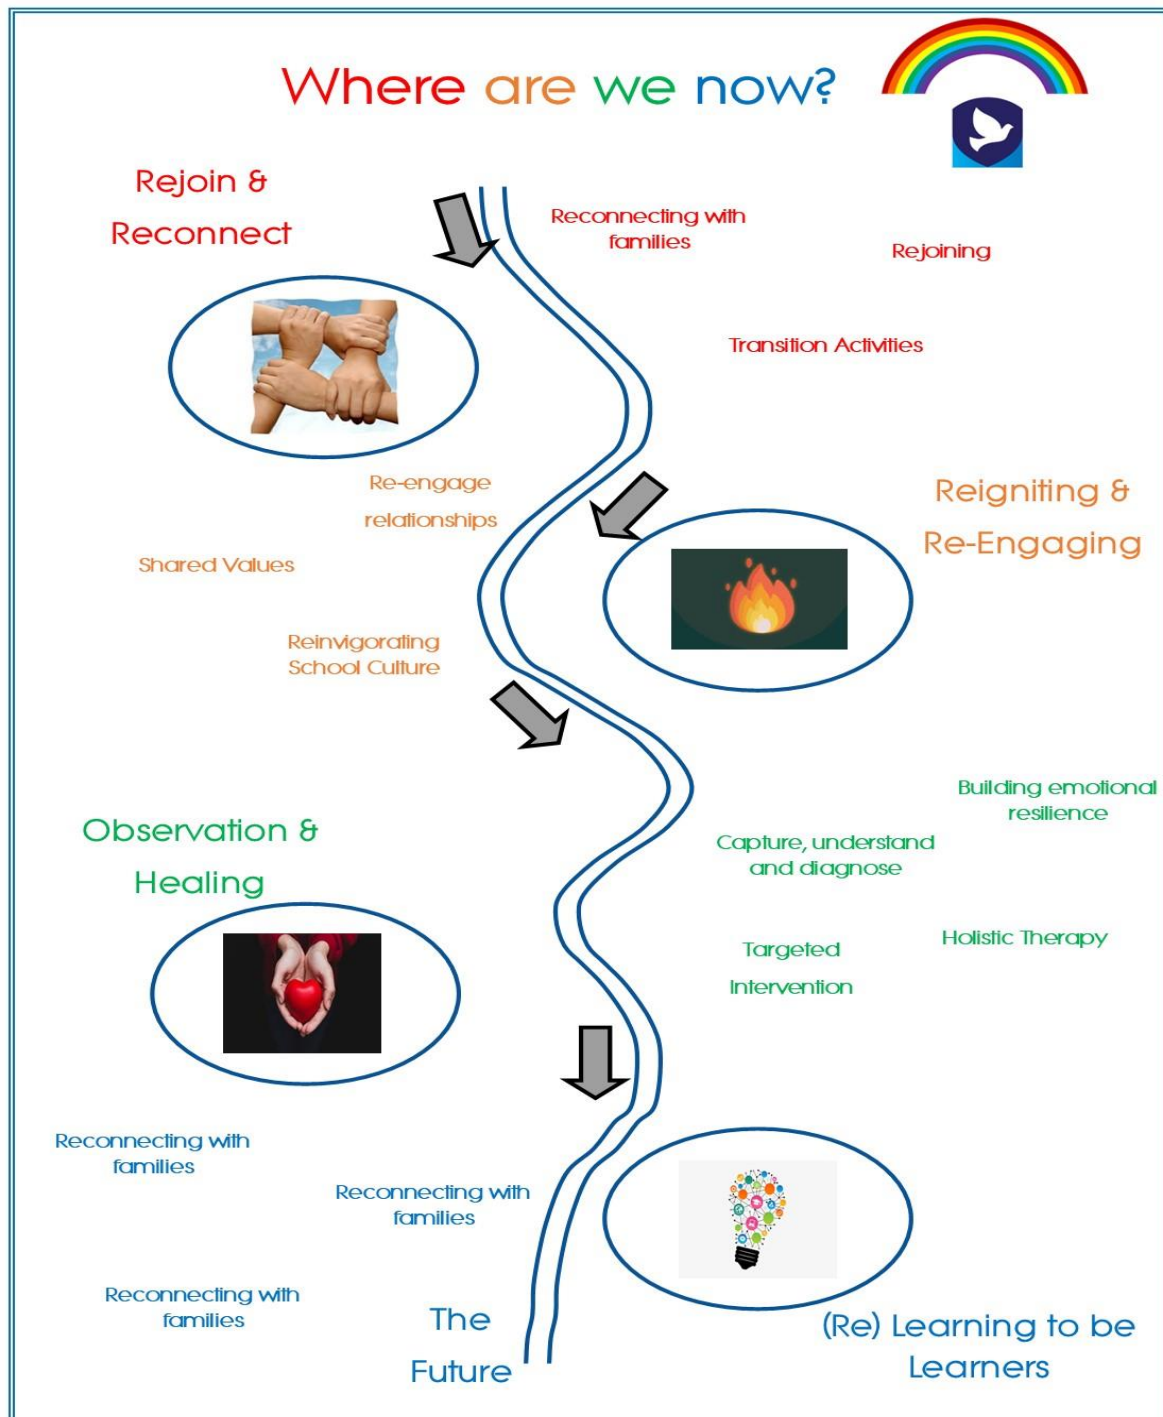 Where are we now?
Rejoin &
Reconnect
Reconnecting with
families
Rejoining
Transition Activities
Re-engage
relationships
Shared Values
Reinvigorating
School Culture
Reigniting &
Re-Engaging
Observation &
Healing
Building emotional
resilience
Capture, understand
and diagnose
Targeted
Intervention
Holistic Therapy
Reconnecting with
families
Reconnecting with
families
Reconnecting with
families
The
Future
(Re) Learning to be
Learners